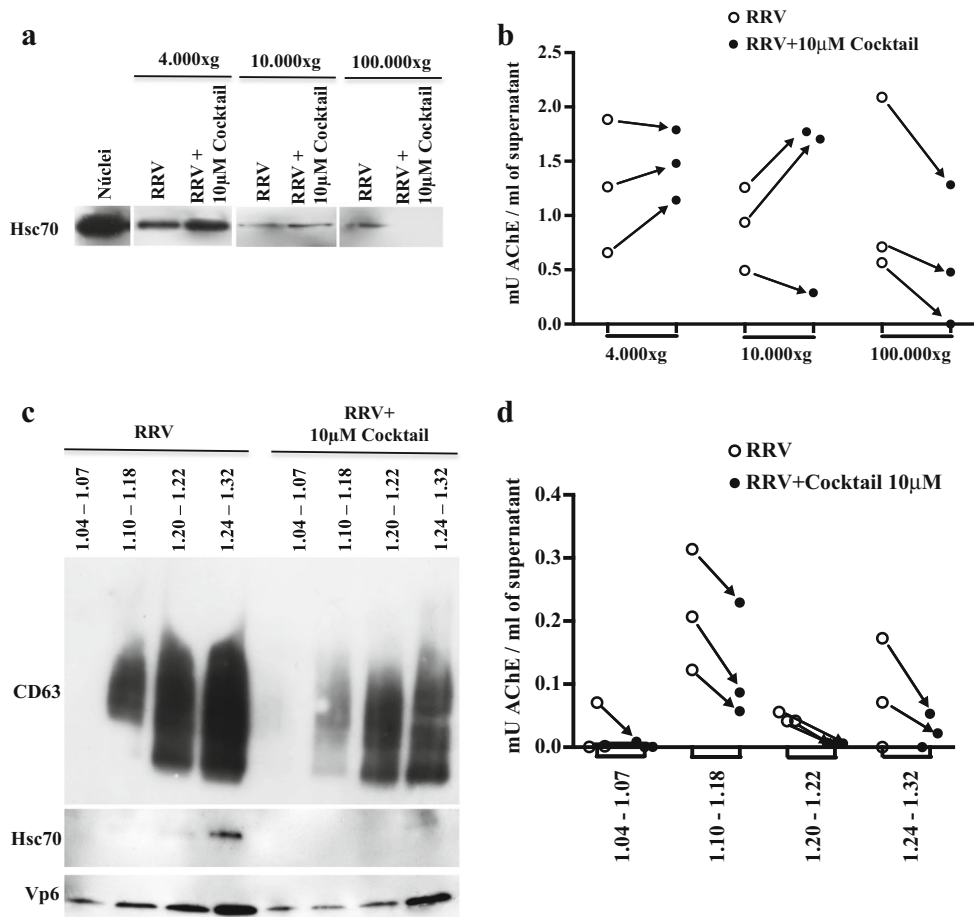 a
4.000xg 10.000xg 100.000xg
Núclei
RRV
RRV +
10µM Cocktail
RRV
RRV +
10µM Cocktail
RRV
RRV +
10µM Cocktail
Hsc70
b
RRV
RRV+10µM Cocktail
mU AChE / ml of supernatant
2.5
2.0
1.5
1.0
0.5
0.0
4.000xg 10.000xg 100.000xg
c
RRV
RRV+
10µM Cocktail
1.04 – 1.07
1.10 – 1.18
1.20 – 1.22
1.24 – 1.32
1.04 – 1.07
1.10 – 1.18
1.20 – 1.22
1.24 – 1.32
CD63
Hsc70
Vp6
d
RRV
RRV+Cocktail 10µM
mU AChE / ml of supernatant
0.4
0.3
0.2
0.1
0.0
1.04 – 1.07
1.10 – 1.18
1.20 – 1.22
1.24 – 1.32